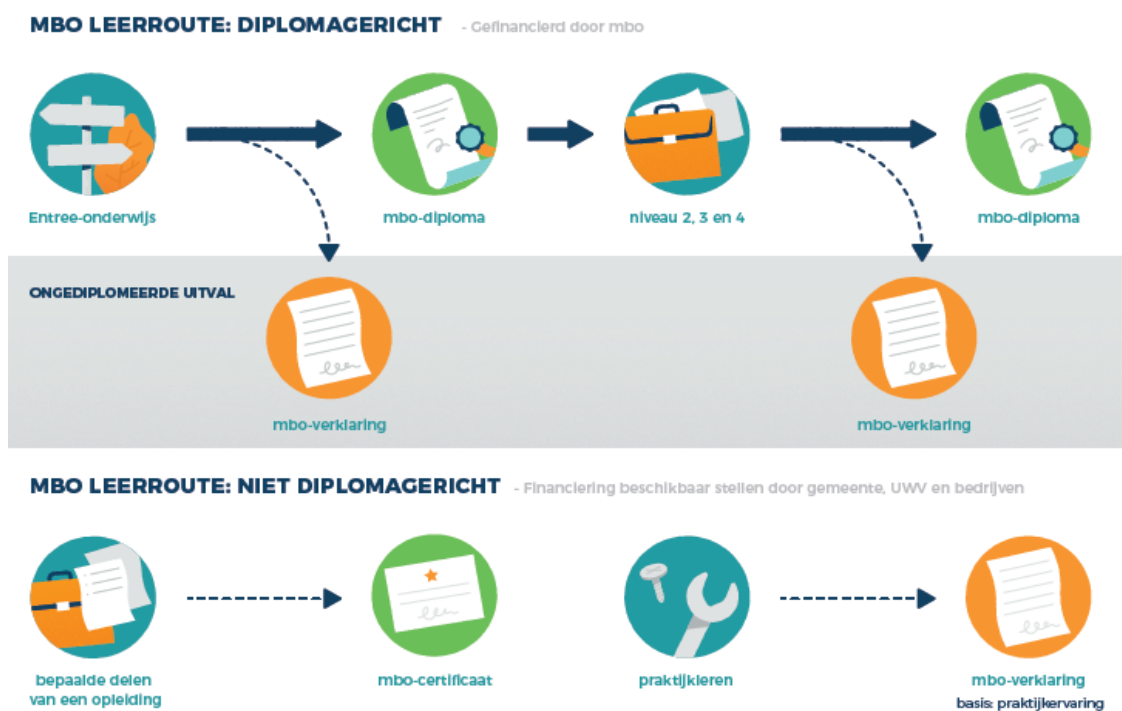 MBO LEERROUTE: DIPLOMAGERICHT - Gefinancierd door mbo
Entree-onderwijs
mbo-diploma
niveau 2, 3 en 4
mbo-diploma
ONGEDIPLOMEERDE UITVAL
mbo-verklaring
mbo-verklaring
MBO LEERROUTE: NIET DIPLOMAGERICHT - Financiering beschikbaar stellen door gemeente, UWV en bedrijven
bepaalde delen
van een opleiding
mbo-certificaat
praktijkleren
mbo-verklaring
basis: praktijkervaring